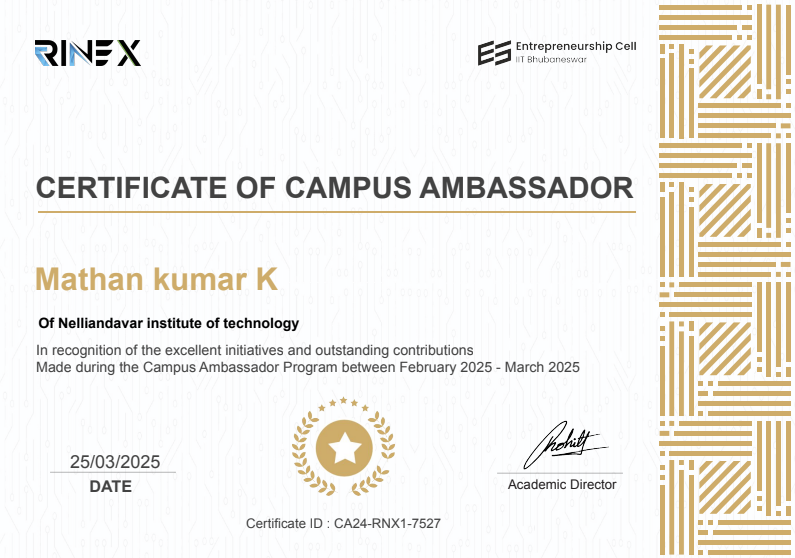 RINEX
Entrepreneurship Cell
IIT Bhubaneswar
CERTIFICATE OF CAMPUS AMBASSADOR
Mathan kumar K
Of Nelliandavar institute of technology
In recognition of the excellent initiatives and outstanding contributions
Made during the Campus Ambassador Program between February 2025 - March 2025
25/03/2025
DATE
Academic Director
Certificate ID : CA24-RNX1-7527